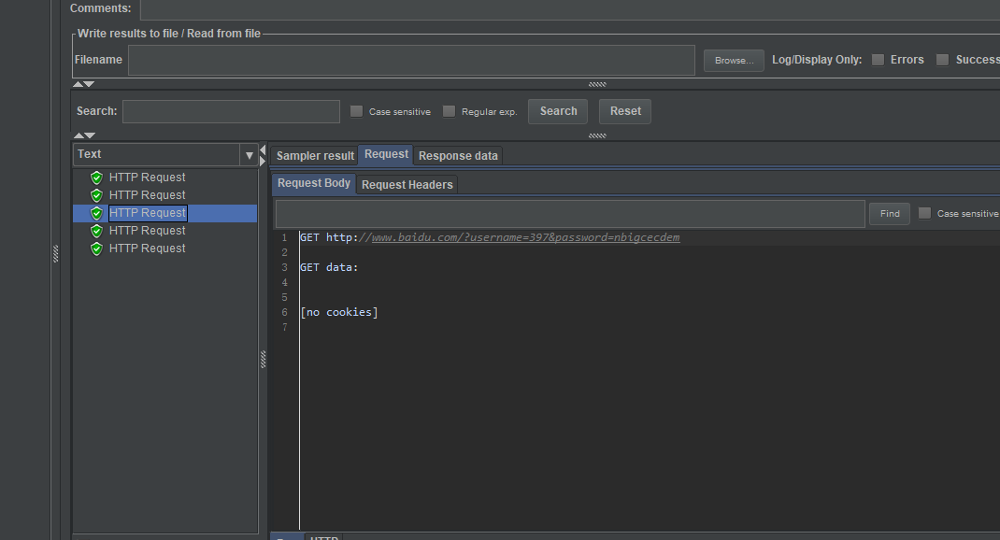 Comments:
Write results to file / Read from file
Filename Browse... Log/Display Only: Errors Success
Search: Case sensitive Regular exp. Search Reset
Text Sampler result Request Response data
HTTP Request Request Body Request Headers
HTTP Request
HTTP Request Find Case sensitive
HTTP Request
HTTP Request
1 GET http://www.baidu.com/?username=397&password=nbigcecdem
2
3 GET data:
4
5
6 [no cookies]
7
HTTP